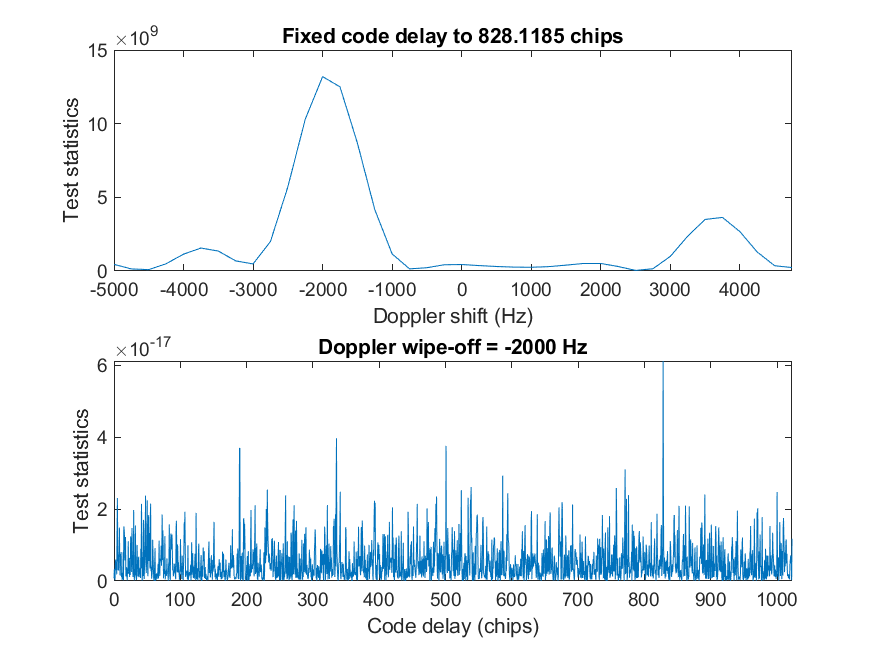 Fixed code delay to 828.1185 chips
×10^9
15
10
5
0
Test statistics
-5000 -4000 -3000 -2000 -1000 0 1000 2000 3000 4000
Doppler shift (Hz)
Doppler wipe-off = -2000 Hz
×10^-17
6
4
2
0
Test statistics
0 100 200 300 400 500 600 700 800 900 1000
Code delay (chips)